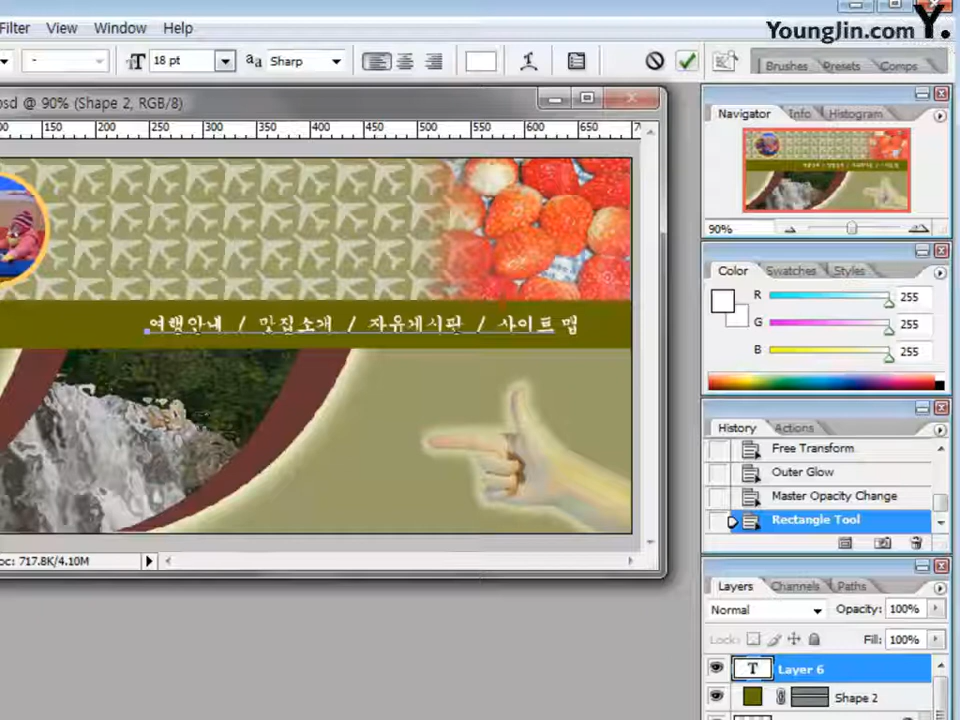 YoungJin.com Y.
Filter View Window Help
- 18 pt aa Sharp
Brushes Presets Comps
osd @ 90% (Shape 2, RGB/8)
150 200 250 300 350 400 450 500 550 600 650
여행안내 / 맛집소개 / 자유게시판 / 사이트 맵
oc: 717.8K/4.10M
Navigator Info Histogram
90%
Color Swatches Styles
R 255
G 255
B 255
History Actions
Free Transform
Outer Glow
Master Opacity Change
Rectangle Tool
Layers Channels Paths
Normal Opacity: 100%
Lock: Fill: 100%
T Layer 6
Shape 2